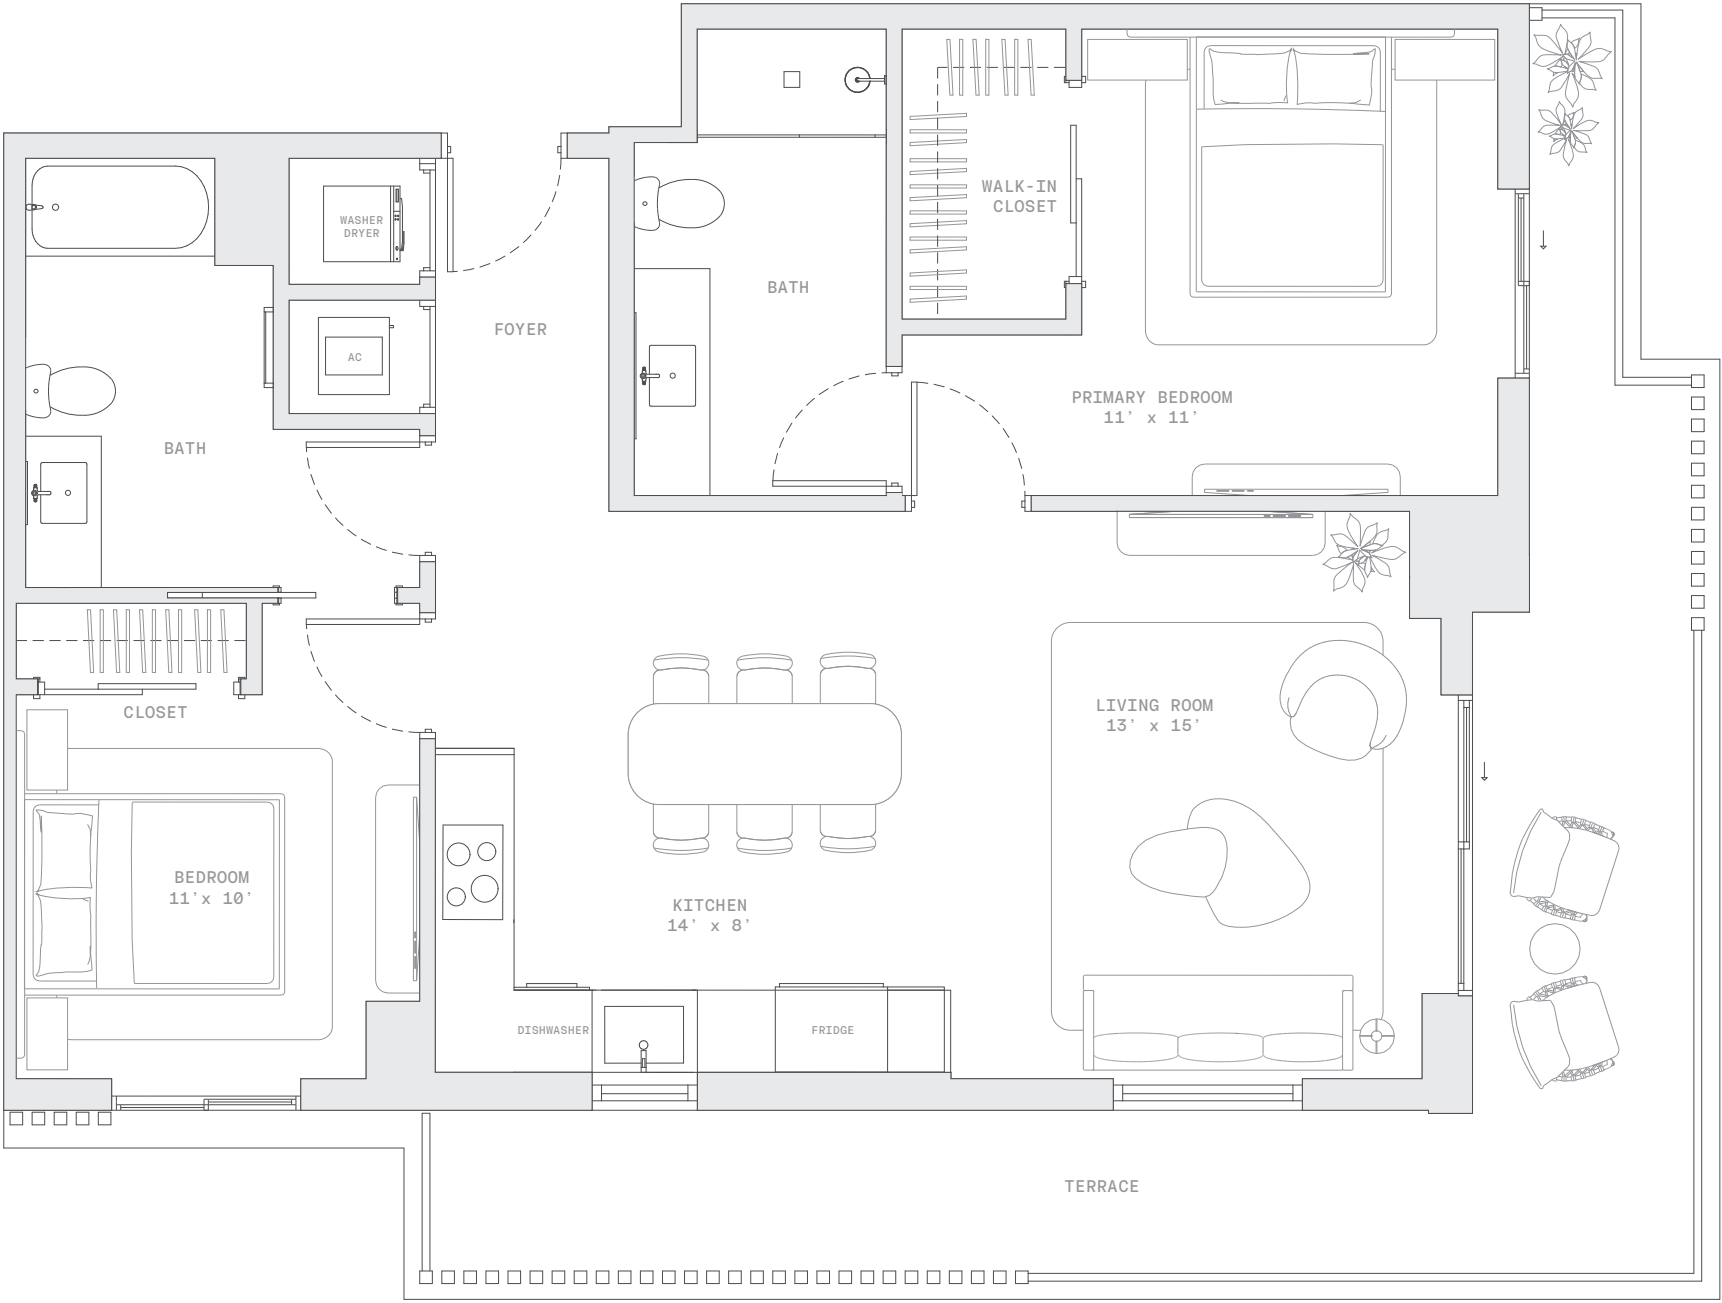 WALK-IN
CLOSET
WASHER
DRYER
BATH
FOYER
AC
PRIMARY BEDROOM
11' x 11'
BATH
CLOSET
LIVING ROOM
13' x 15'
BEDROOM
11'x 10'
KITCHEN
14' x 8'
DISHWASHER
FRIDGE
TERRACE